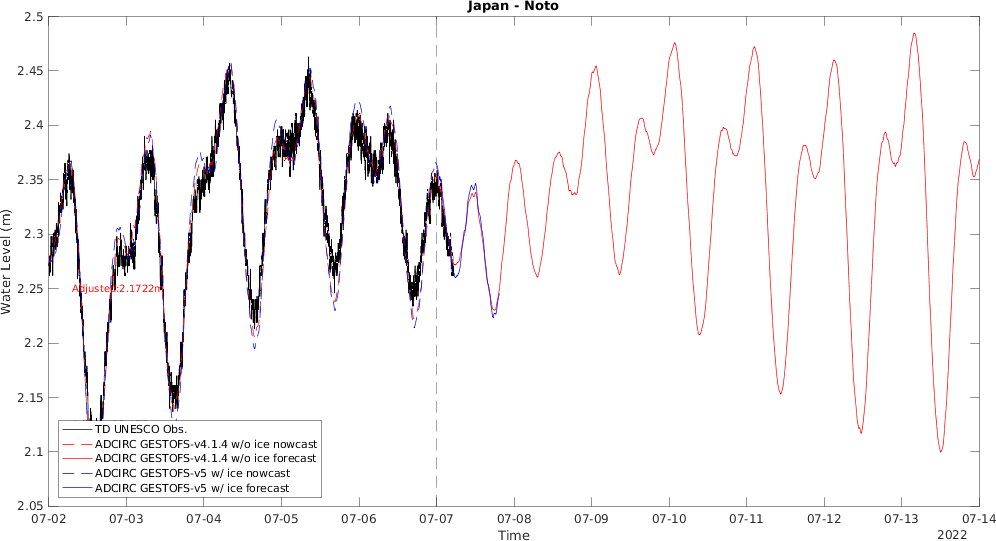 Japan - Noto
2.5
2.45
2.4
2.35
2.3
2.25
2.2
2.15
2.1
2.05
Water Level (m)
Adjusted:2.1722m
TD UNESCO Obs.
ADCIRC GESTOFS-v4.1.4 w/o ice nowcast
ADCIRC GESTOFS-v4.1.4 w/o ice forecast
ADCIRC GESTOFS-v5 w/ ice nowcast
ADCIRC GESTOFS-v5 w/ ice forecast
07-02 07-03 07-04 07-05 07-06 07-07 07-08 07-09 07-10 07-11 07-12 07-13 07-14
Time
2022